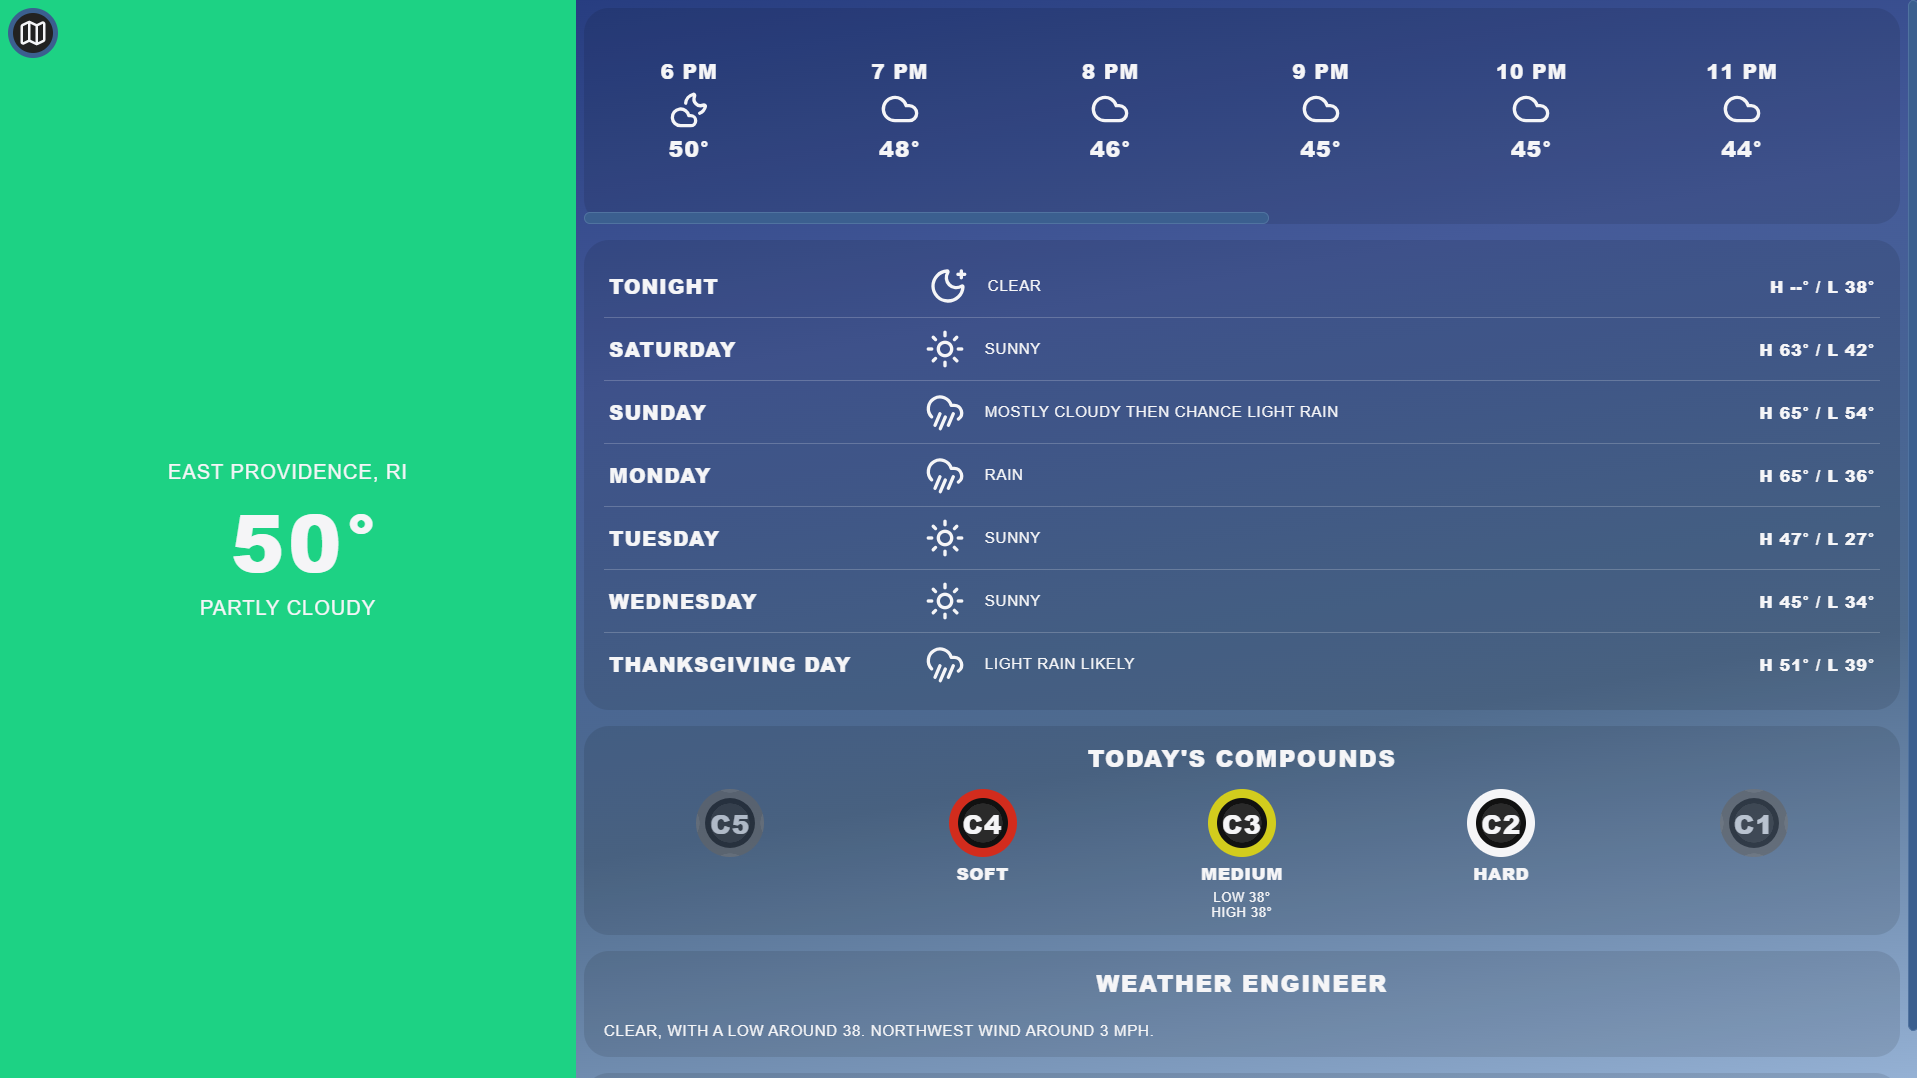 EAST PROVIDENCE, RI
50°
PARTLY CLOUDY
6 PM 7 PM 8 PM 9 PM 10 PM 11 PM
50° 48° 46° 45° 45° 44°
TONIGHT CLEAR H --° / L 38°
SATURDAY SUNNY H 63° / L 42°
SUNDAY MOSTLY CLOUDY THEN CHANCE LIGHT RAIN H 65° / L 54°
MONDAY RAIN H 65° / L 36°
TUESDAY SUNNY H 47° / L 27°
WEDNESDAY SUNNY H 45° / L 34°
THANKSGIVING DAY LIGHT RAIN LIKELY H 51° / L 39°
TODAY'S COMPOUNDS
C5 C4 C3 C2 C1
SOFT MEDIUM HARD
LOW 38°
HIGH 38°
WEATHER ENGINEER
CLEAR, WITH A LOW AROUND 38. NORTHWEST WIND AROUND 3 MPH.